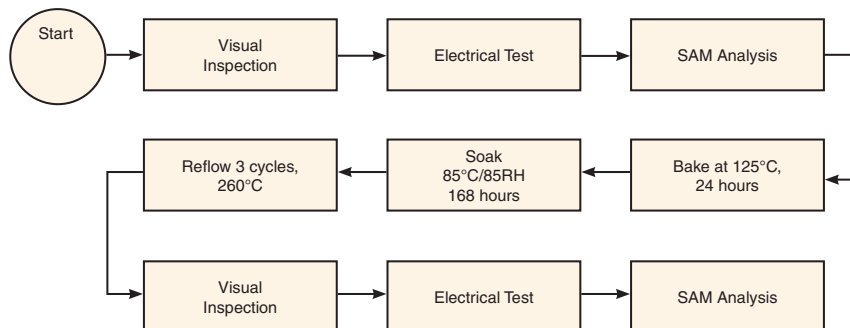 Start
Visual
Inspection
Electrical Test
SAM Analysis
Reflow 3 cycles,
260°C
Soak
85°C/85RH
168 hours
Bake at 125°C,
24 hours
Visual
Inspection
Electrical Test
SAM Analysis